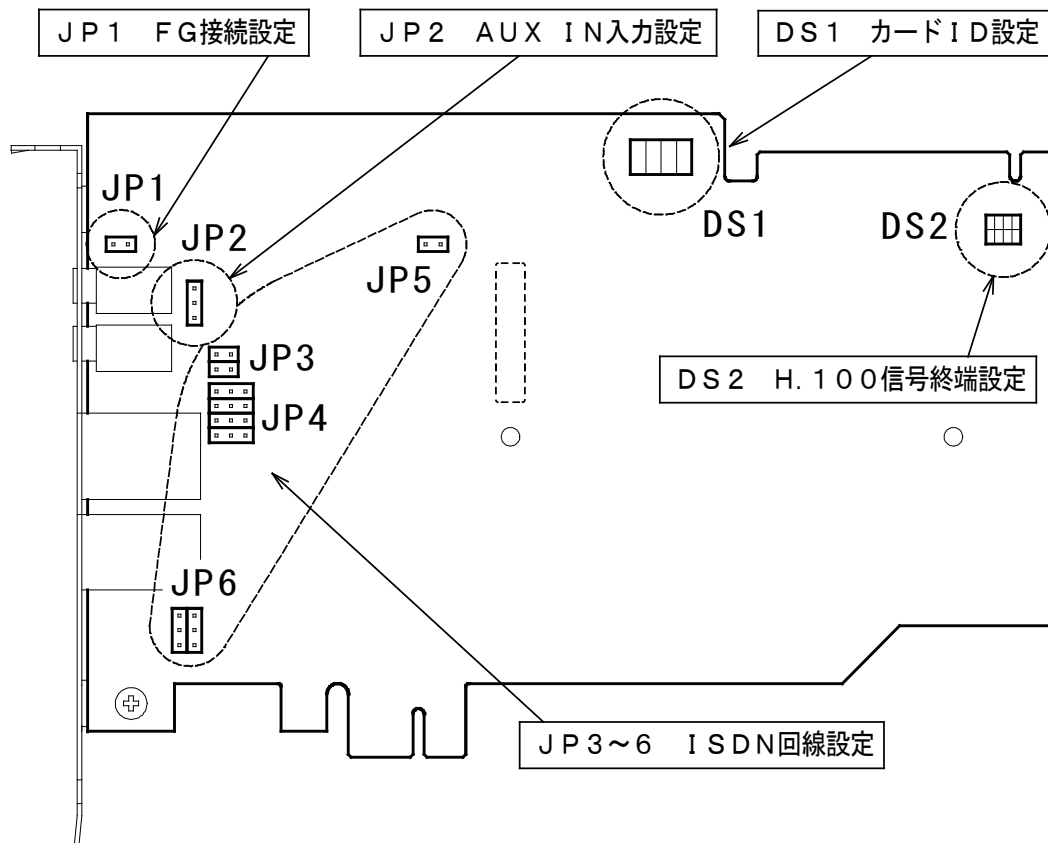 JP1 FG接続設定
JP2 AUX IN入力設定
DS1 カードID設定
JP1
JP2
JP5
DS1
DS2
JP3
JP4
DS2 H.100信号終端設定
JP6
JP3～6 ISDN回線設定